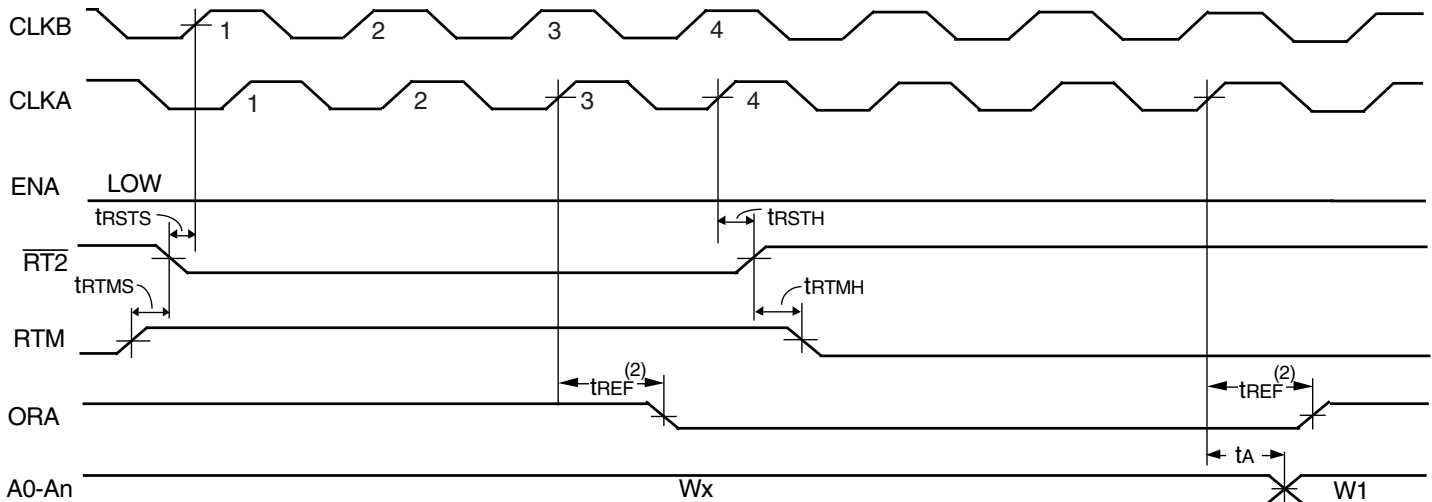 CLKB 1 2 3 4
CLKA 1 2 3 4
ENA LOW
tRSTS tRSTH
RT2
tRTMS tRTMH
RTM
tREF(2) tREF(2)
ORA
tA
A0-An Wx W1